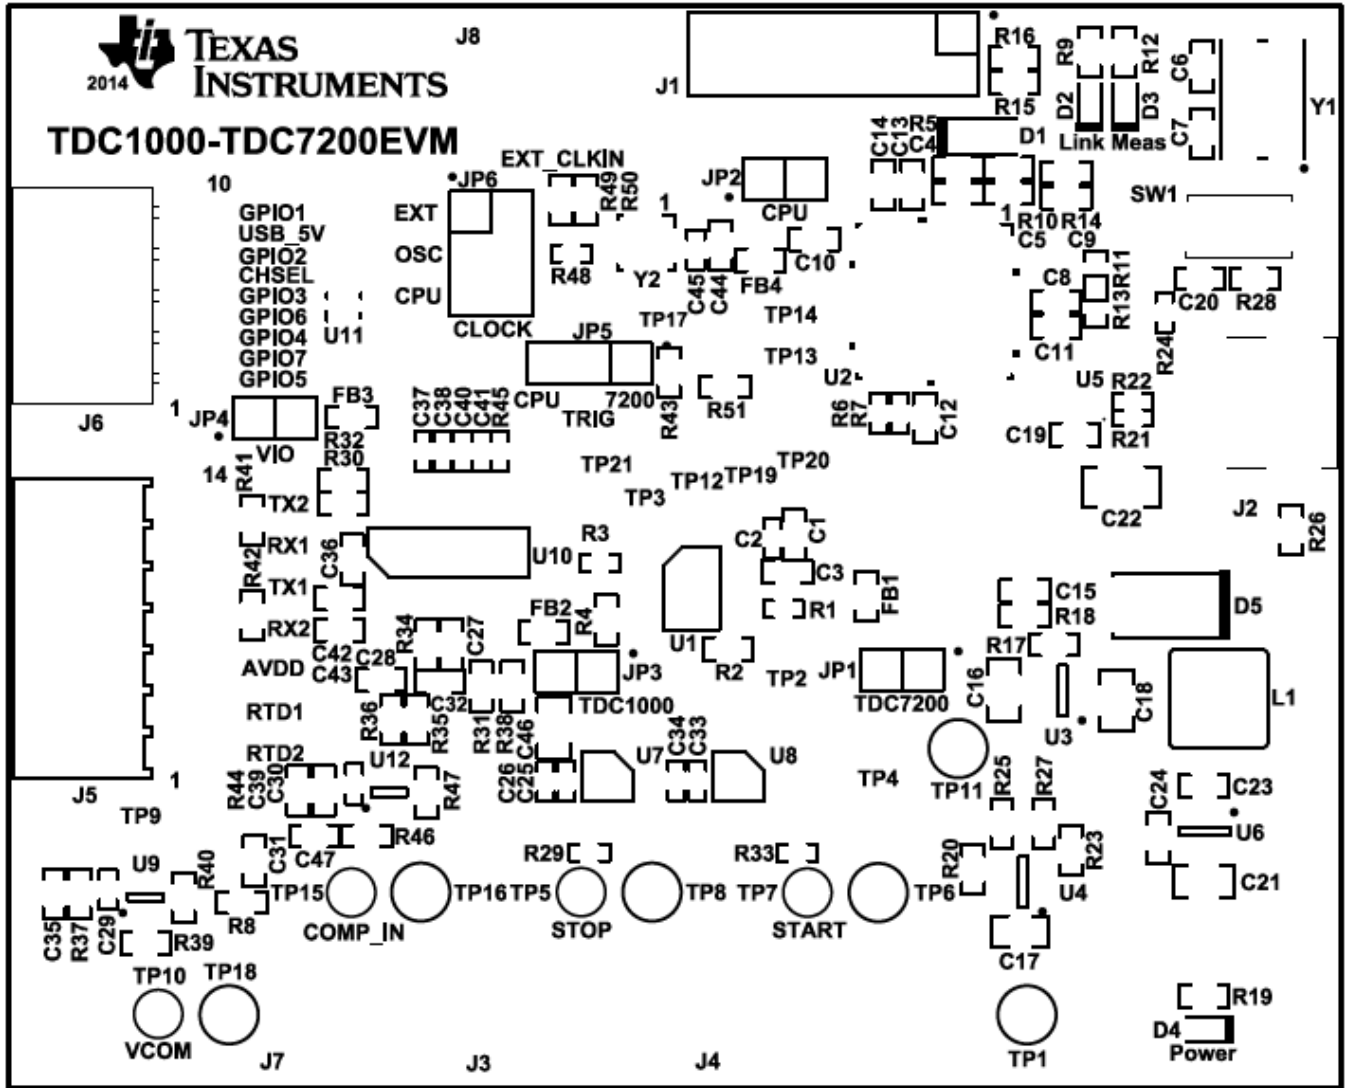 TEXAS
INSTRUMENTS
2014
TDC1000-TDC7200EVM
J8
J1
R16
R15
R9
R12
D2
D3
Link Meas
C6
C7
Y1
C14
C13
R5
C4
D1
EXT_CLKIN
JP6
R49
R50
JP2
CPU
1
SW1
10
GPIO1
USB_5V
GPIO2
CHSEL
GPIO3
GPIO6
GPIO4
GPIO7
GPIO5
EXT
OSC
CPU
CLOCK
R48
Y2
1
C45
C44
FB4
C10
R10
R14
C5
C9
R11
C8
R13
C20
R28
U11
TP17
TP14
TP13
JP5
CPU
7200
TRIG
R43
R51
U2
C11
R24
U5
R22
R21
J6
1
JP4
VIO
FB3
R32
R30
C37
C38
C40
C41
R45
R6
R7
C12
C19
C22
J2
R26
14
R41
TX2
RX1
R42
TX1
RX2
AVDD
RTD1
RTD2
1
J5
TP21
TP3
TP12
TP19
TP20
C36
U10
R3
C2
C1
C3
R1
FB1
C15
R18
D5
C42
C43
C28
R34
C27
FB2
R4
U1
R2
R17
JP3
TDC1000
TP2
JP1
TDC7200
C16
U3
C18
L1
C32
R36
R35
R31
R38
C46
U12
R44
C39
C30
R47
C26
C25
U7
C34
C33
U8
TP4
TP11
R25
R27
C24
C23
U6
TP9
C47
R46
C31
U9
R40
R8
TP15
TP16
COMP_IN
R29
TP5
TP8
STOP
R33
TP7
TP6
START
R20
R23
U4
C21
C35
R37
C29
R39
C17
TP10
TP18
VCOM
TP1
R19
D4
Power
J7
J3
J4